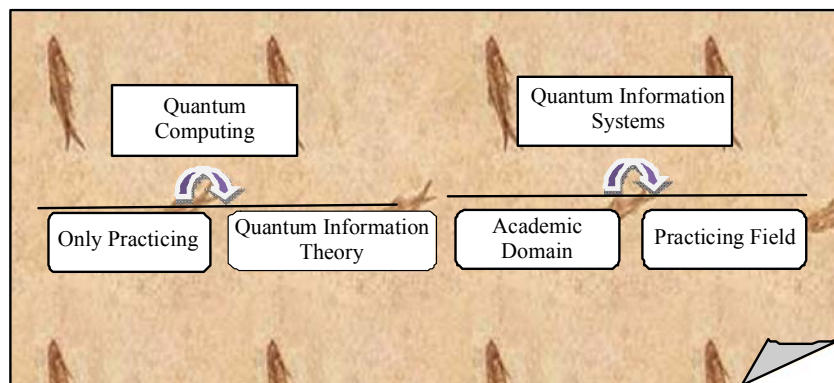 Quantum
Computing
Quantum Information
Systems
Only Practicing
Quantum Information
Theory
Academic
Domain
Practicing Field